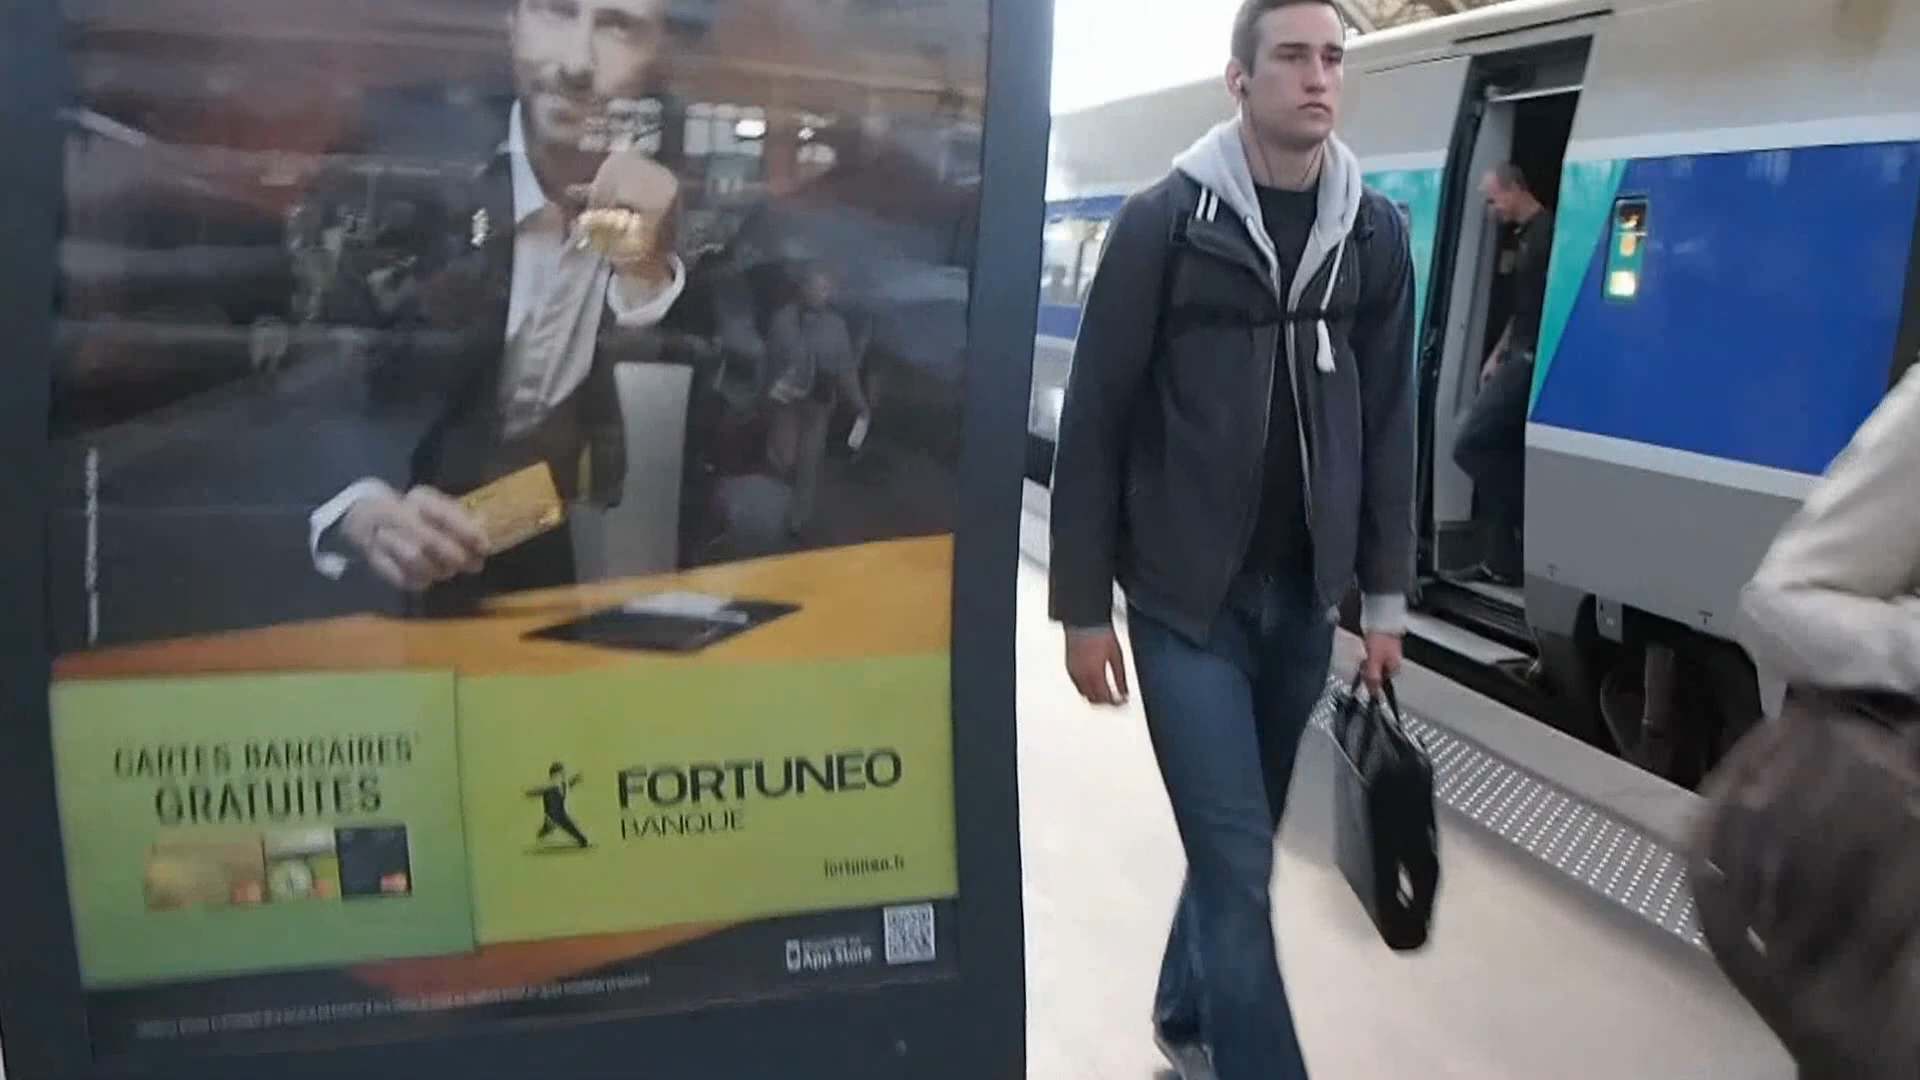 CARTES BANCAIRES
GRATUITES
FORTUNEO
BANQUE
fortuneo.fr
App Store